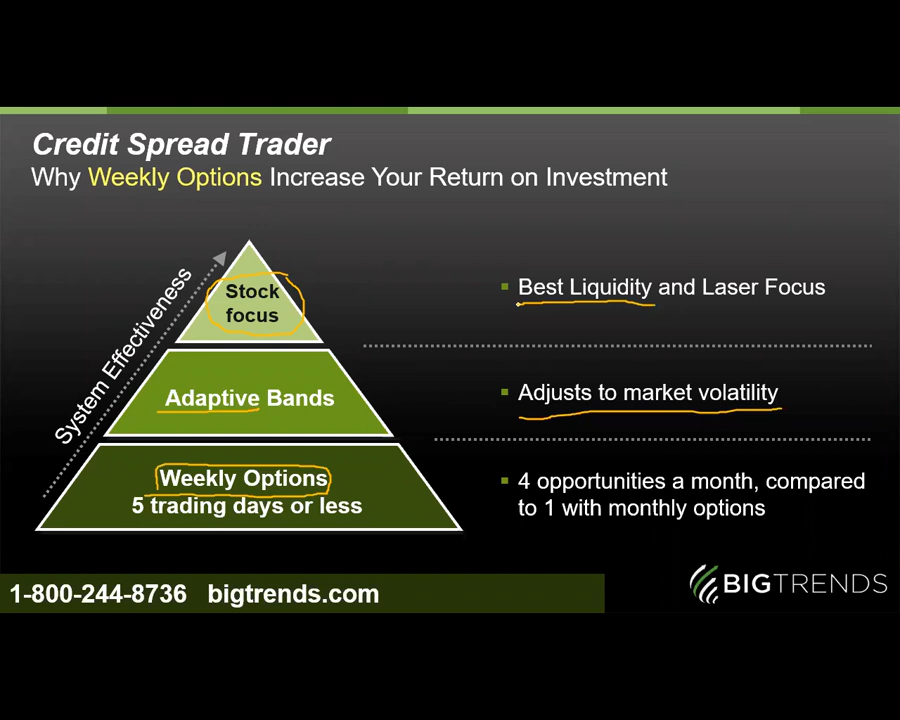 Credit Spread Trader
Why Weekly Options Increase Your Return on Investment
System Effectiveness
Stock
focus
Best Liquidity and Laser Focus
Adaptive Bands
Adjusts to market volatility
Weekly Options
5 trading days or less
4 opportunities a month, compared
to 1 with monthly options
1-800-244-8736 bigtrends.com
BIGTRENDS